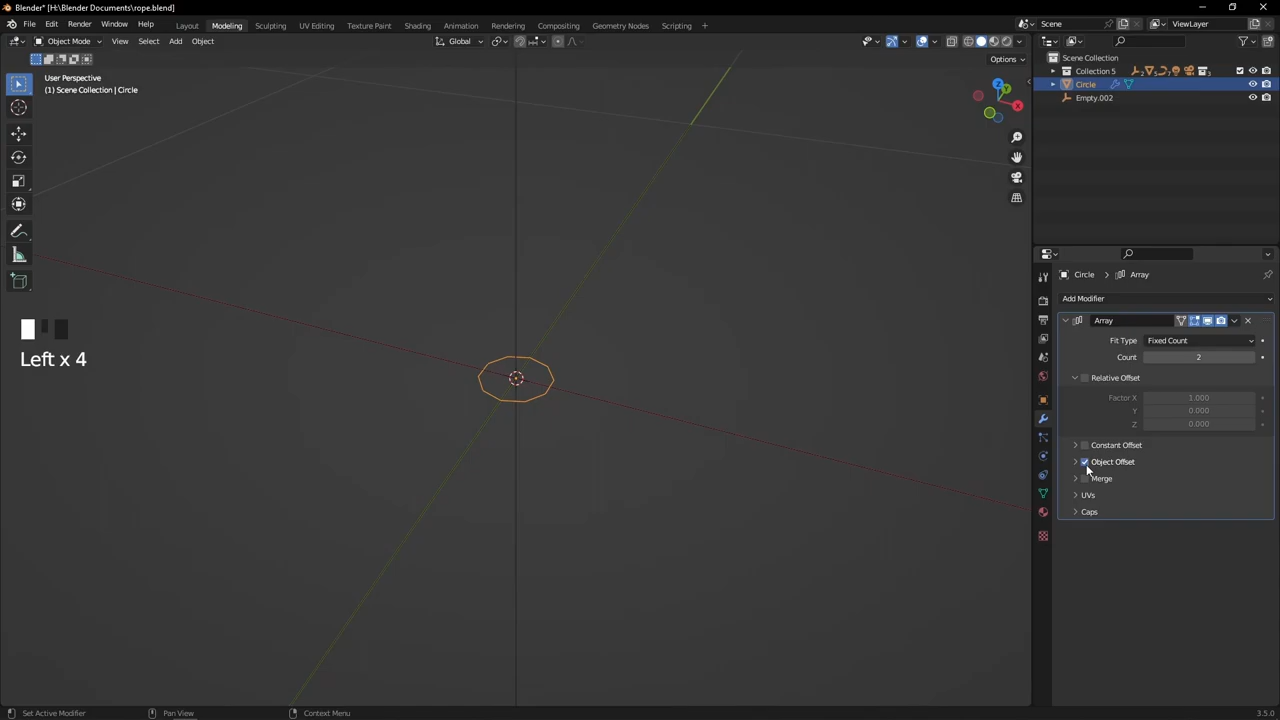 Blender* [H:\Blender Documents\rope.blend]
File Edit Render Window Help Layout Modeling Sculpting UV Editing Texture Paint Shading Animation Rendering Compositing Geometry Nodes Scripting + Scene ViewLayer
Object Mode View Select Add Object Global
Options
User Perspective
(1) Scene Collection | Circle
Scene Collection
Collection 5 2 5 7 3
Circle
Empty.002
Y
X
Z
Circle > Array
Add Modifier
Array
Fit Type Fixed Count
Count 2
Relative Offset
Factor X 1.000
Y 0.000
Z 0.000
Constant Offset
Object Offset
Merge
UVs
Caps
Left x 4
Set Active Modifier Pan View Context Menu 3.5.0